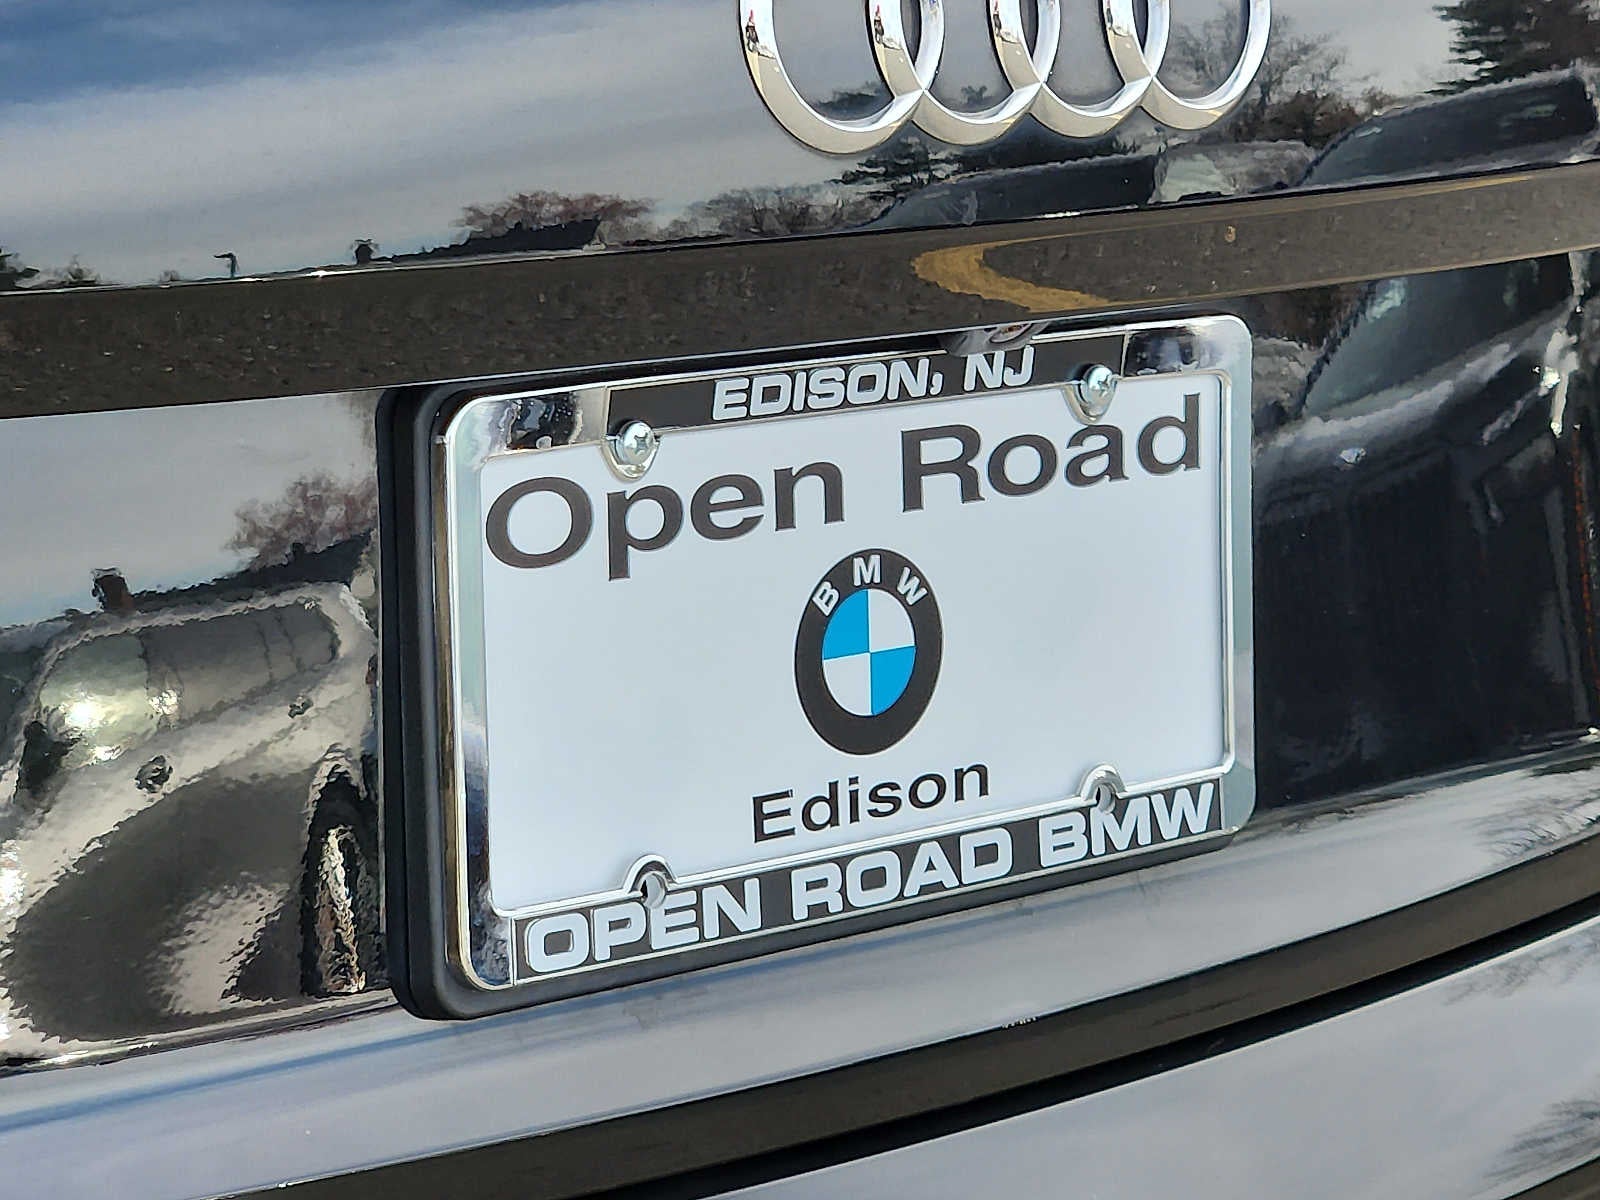 EDISON, NJ
Open Road
BMW
Edison
OPEN ROAD BMW